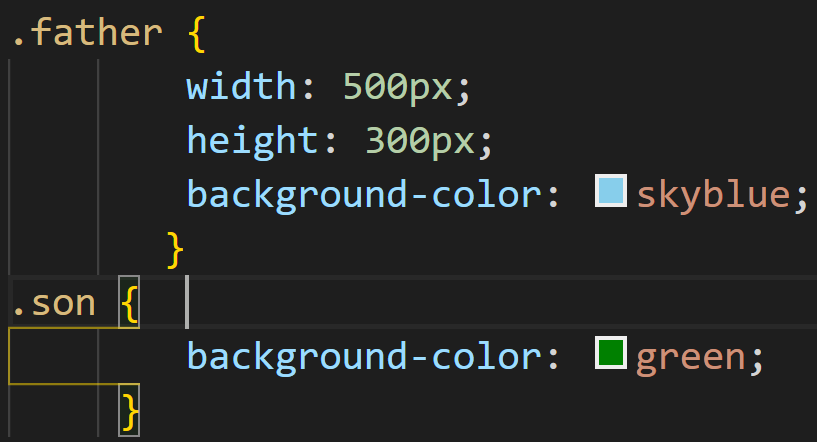 .father {
width: 500px;
height: 300px;
background-color: skyblue;
}
.son {
background-color: green;
}